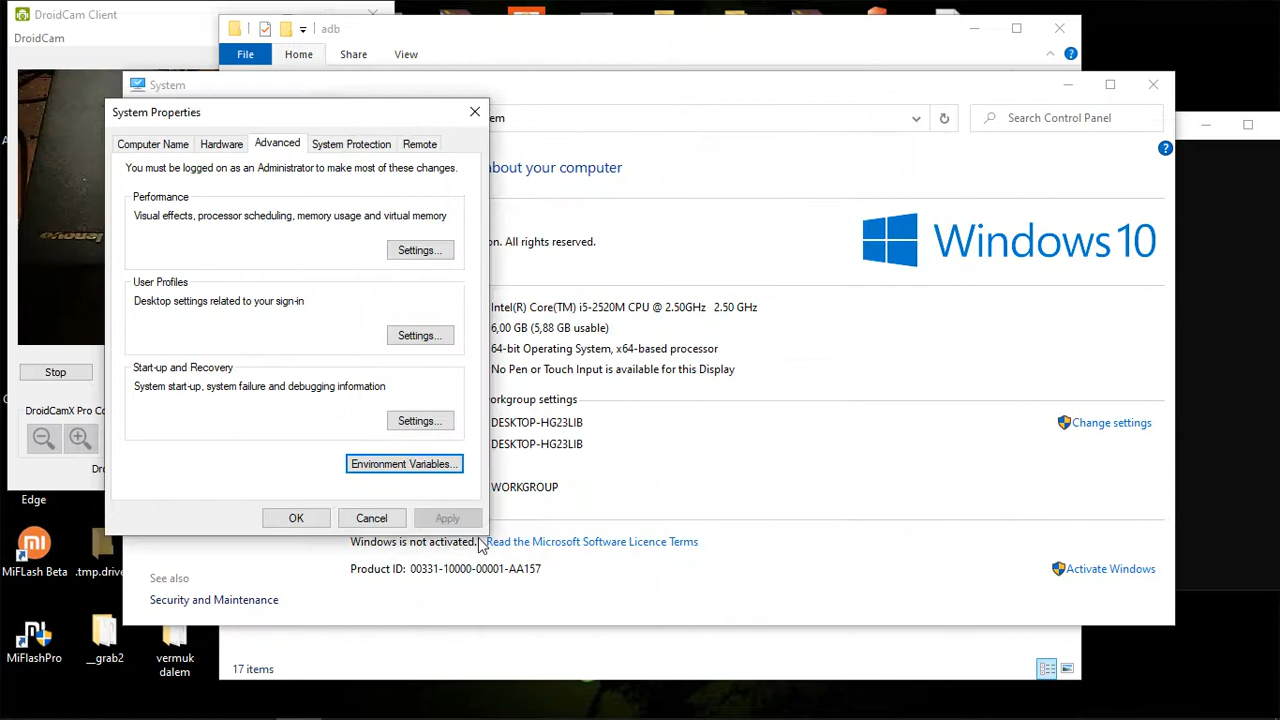 DroidCam Client
DroidCam
lenovo
Stop
DroidCamX Pro Co
Dro
Edge
MiFLash Beta
.tmp.drive
MiFlashPro
__grab2
vermuk
dalem
adb
File
Home
Share
View
17 items
System
em
Search Control Panel
about your computer
on. All rights reserved.
Windows 10
Intel(R) Core(TM) i5-2520M CPU @ 2.50GHz 2.50 GHz
6,00 GB (5,88 GB usable)
64-bit Operating System, x64-based processor
No Pen or Touch Input is available for this Display
orkgroup settings
DESKTOP-HG23LIB
Change settings
DESKTOP-HG23LIB
WORKGROUP
Windows is not activated. Read the Microsoft Software Licence Terms
Product ID: 00331-10000-00001-AA157
Activate Windows
See also
Security and Maintenance
System Properties
Computer Name
Hardware
Advanced
System Protection
Remote
You must be logged on as an Administrator to make most of these changes.
Performance
Visual effects, processor scheduling, memory usage and virtual memory
Settings...
User Profiles
Desktop settings related to your sign-in
Settings...
Start-up and Recovery
System start-up, system failure and debugging information
Settings...
Environment Variables...
OK
Cancel
Apply